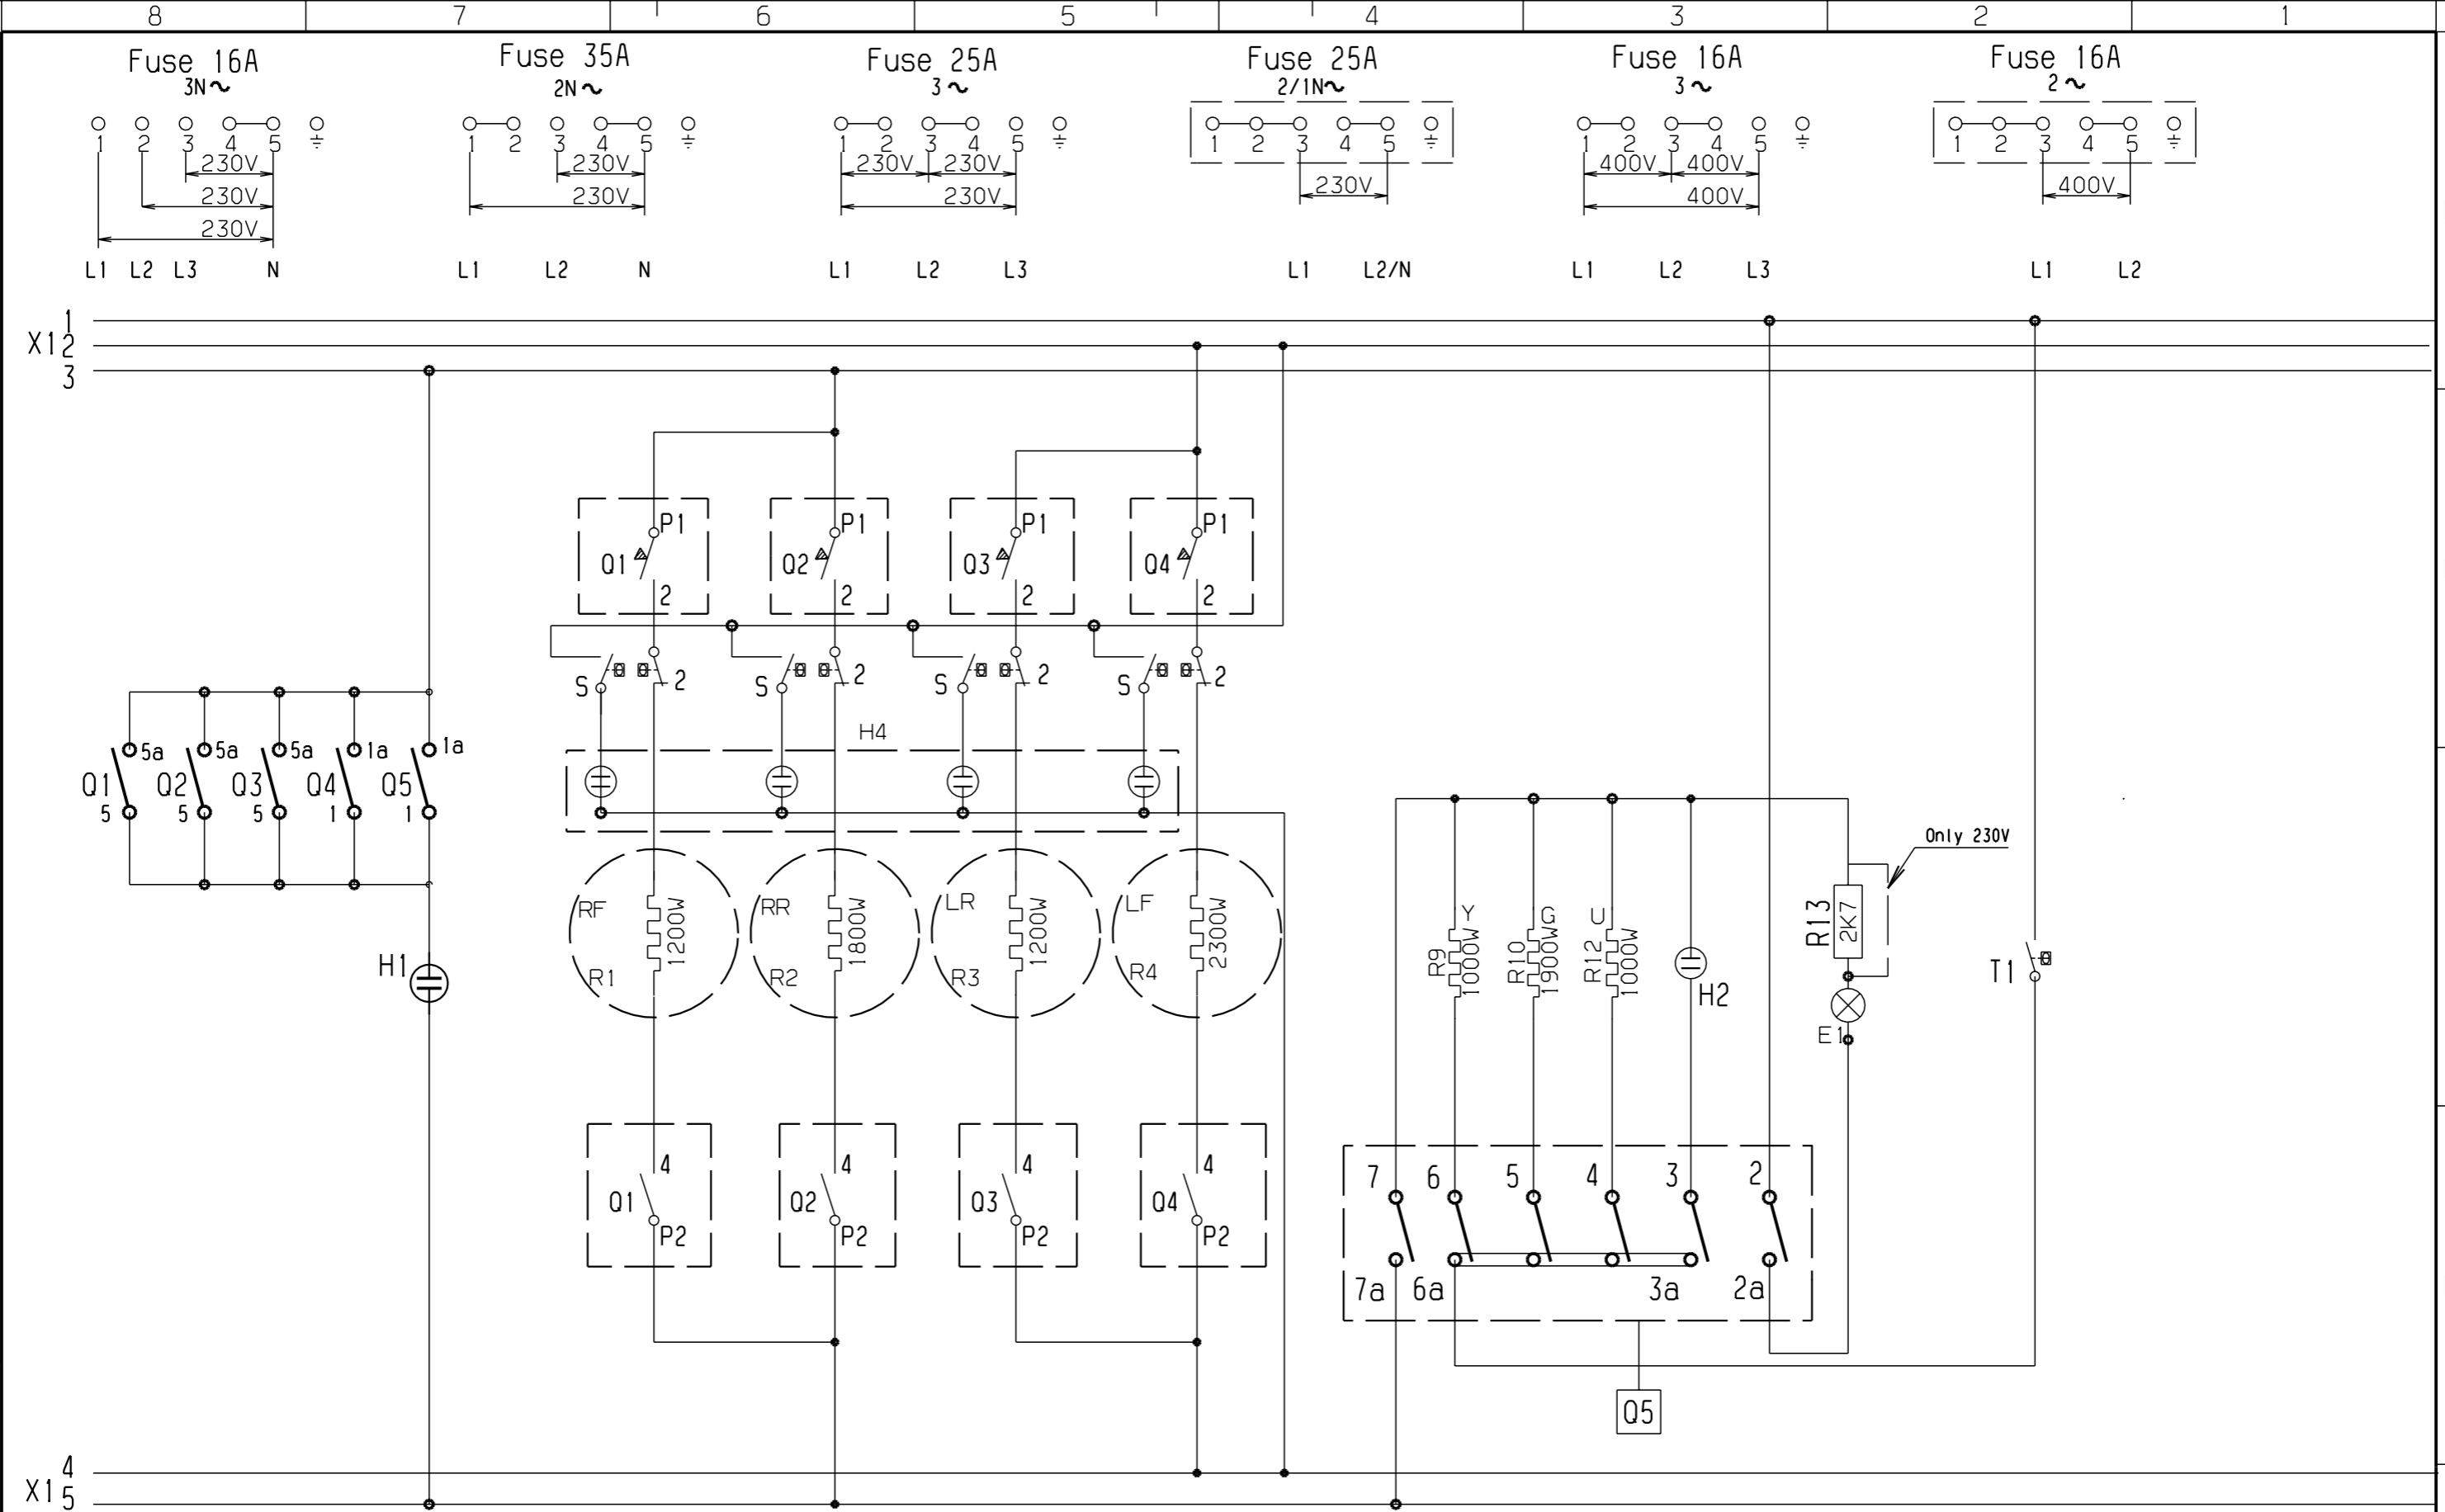 8 7 6 5 4 3 2 1
Fuse 16A Fuse 35A Fuse 25A Fuse 25A Fuse 16A Fuse 16A
3N~ 2N~ 3~ 2/1N~ 3~ 2~
1 2 3 4 5 1 2 3 4 5 1 2 3 4 5 1 2 3 4 5 1 2 3 4 5 1 2 3 4 5
230V 230V 230V 230V 400V 400V
230V 400V
230V 230V 230V 400V
230V
L1 L2 L3 N L1 L2 N L1 L2 L3 L1 L2/N L1 L2 L3 L1 L2
1
X1 2
3
P1 P1 P1 P1
Q1 Q2 Q3 Q4
2 2 2 2
S 2 S 2 S 2 S 2
H4
5a 5a 5a 1a 1a
Q1 Q2 Q3 Q4 Q5
5 5 5 1 1
Only 230V
RF 1200W RR 1800W LR 1200W LF 2300W
R1 R2 R3 R4
Y G U
R9 1000W R10 1900W R12 1000W
R13 2K7
H1
H2
T1
E1
4 4 4 4
Q1 Q2 Q3 Q4
P2 P2 P2 P2
7 6 5 4 3 2
7a 6a 3a 2a
Q5
4
X1 5